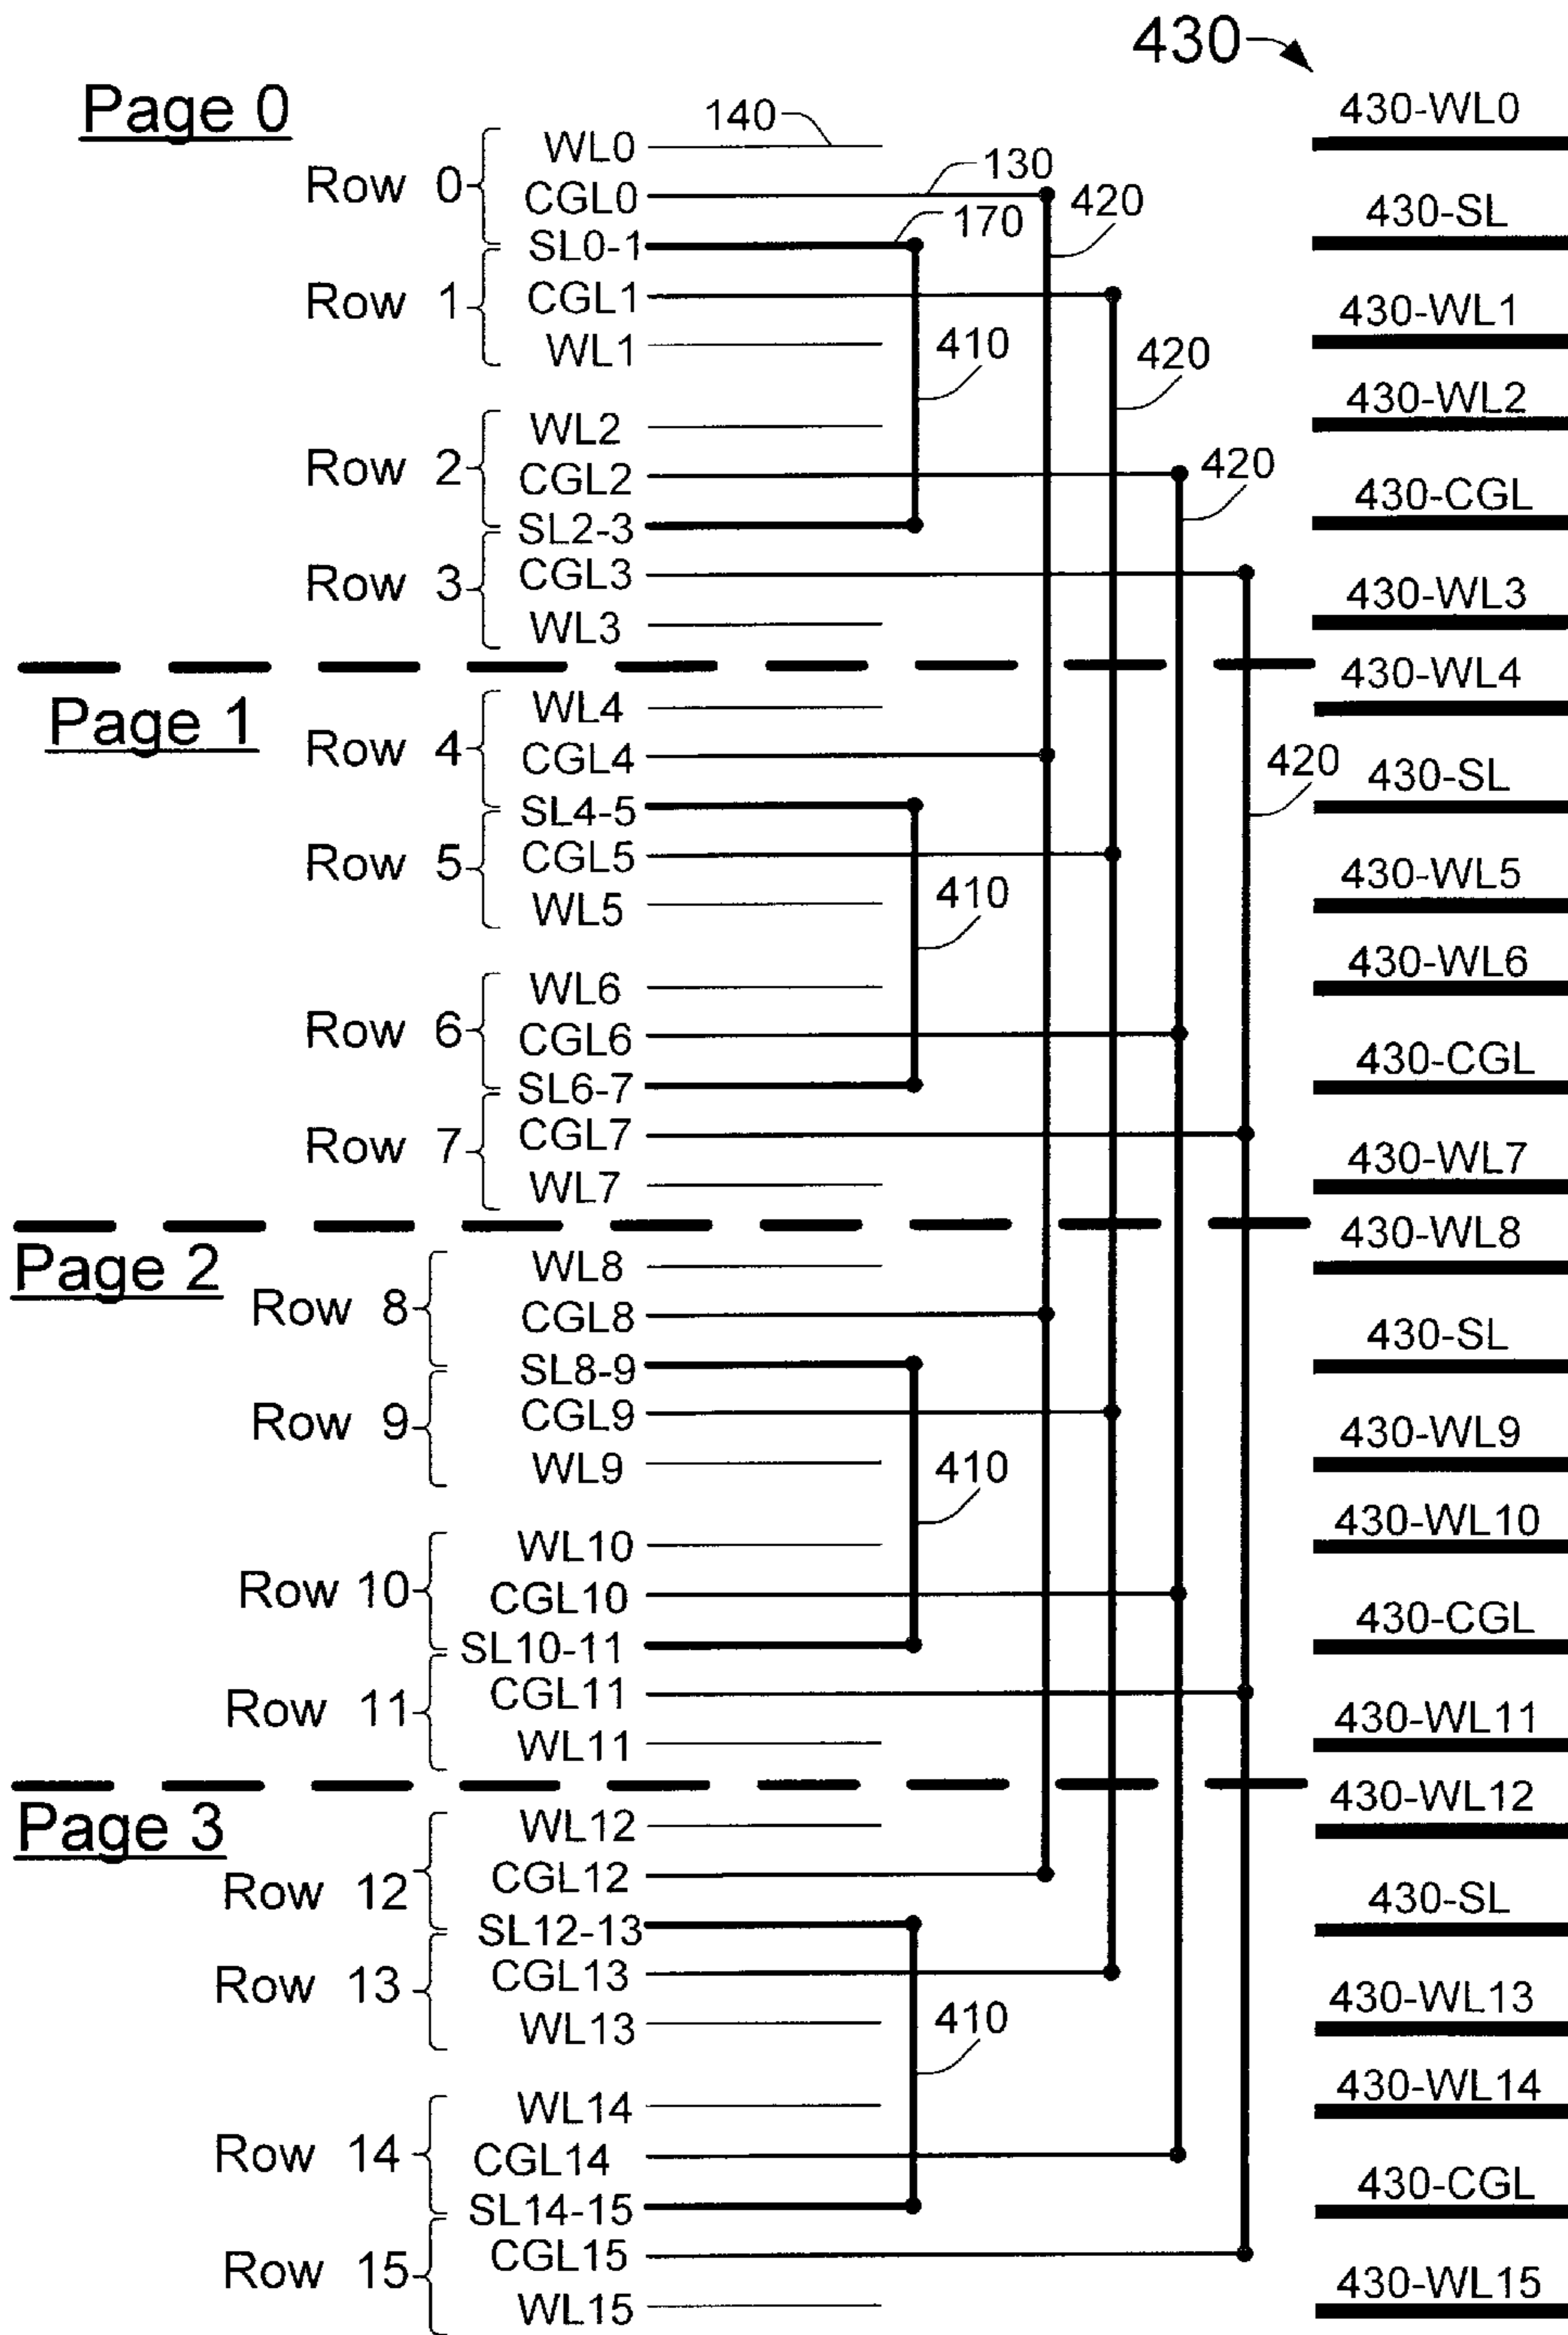 430
Page 0
430-WL0
140
WL0
Row 0
130
CGL0
420
430-SL
170
SL0-1
Row 1
CGL1
430-WL1
WL1
410
420
430-WL2
WL2
Row 2
CGL2
420
430-CGL
SL2-3
Row 3
CGL3
430-WL3
WL3
430-WL4
Page 1
WL4
Row 4
CGL4
420
430-SL
SL4-5
Row 5
CGL5
430-WL5
WL5
410
430-WL6
WL6
Row 6
CGL6
430-CGL
SL6-7
Row 7
CGL7
430-WL7
WL7
430-WL8
Page 2
WL8
Row 8
CGL8
430-SL
SL8-9
Row 9
CGL9
430-WL9
WL9
410
430-WL10
WL10
Row 10
CGL10
430-CGL
SL10-11
Row 11
CGL11
430-WL11
WL11
430-WL12
Page 3
WL12
Row 12
CGL12
430-SL
SL12-13
Row 13
CGL13
430-WL13
WL13
410
430-WL14
WL14
Row 14
CGL14
430-CGL
SL14-15
Row 15
CGL15
430-WL15
WL15